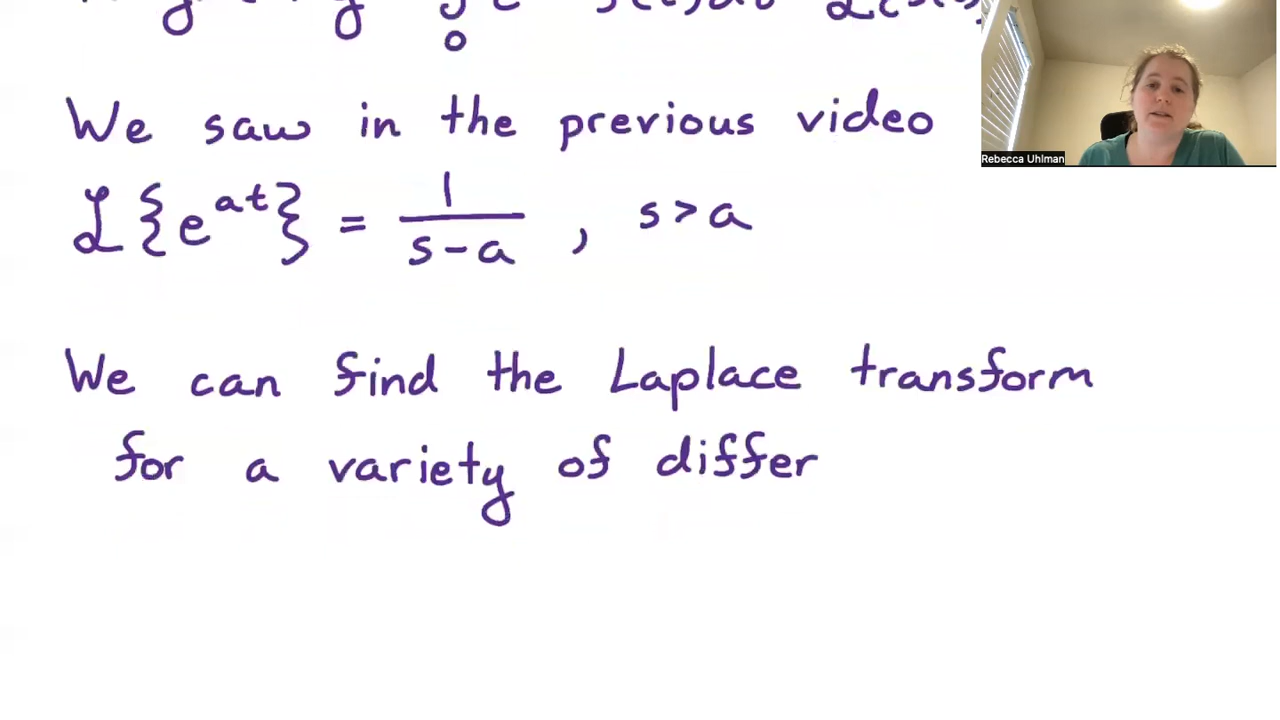 We saw in the previous video
Rebecca Uhlman
ℒ{e^{at}} = 1/(s-a) , s>a
We can find the Laplace transform
for a variety of differ